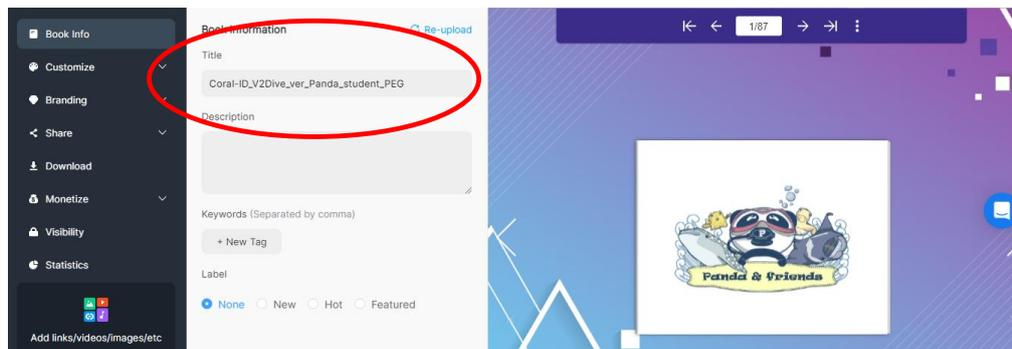 Book Info
Customize
Branding
Share
Download
Monetize
Visibility
Statistics
Add links/videos/images/etc
Book Information
Re-upload
Title
Coral-ID_V2Dive_ver_Panda_student_PEG
Description
Keywords (Separated by comma)
+ New Tag
Label
None New Hot Featured
1/87
P
Panda & Friends